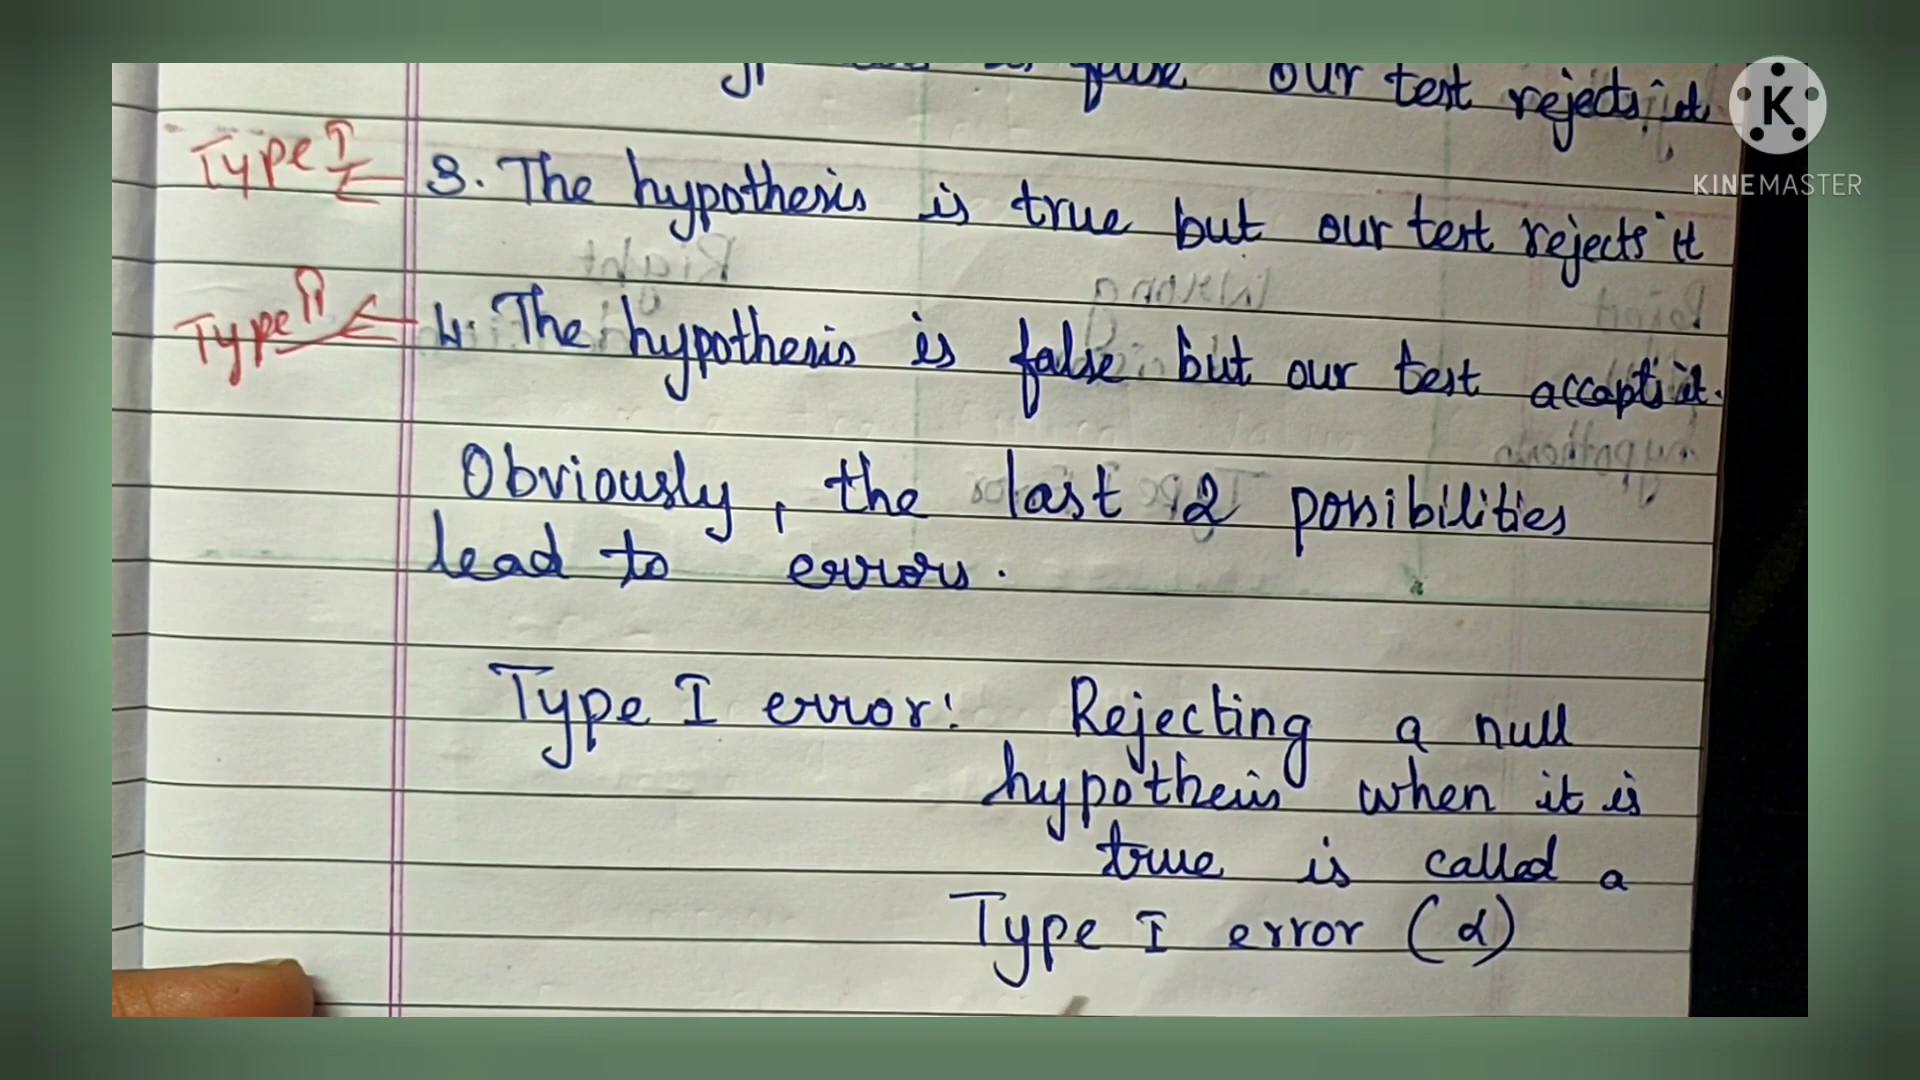 our test rejects it.
Type I
3. The hypothesis is true but our test rejects it
Type II
4. The hypothesis is false but our test accepts it.
Obviously, the last 2 possibilities
lead to errors.
Type I error: Rejecting a null
hypothesis when it is
true is called a
Type I error (α)
K
KINEMASTER